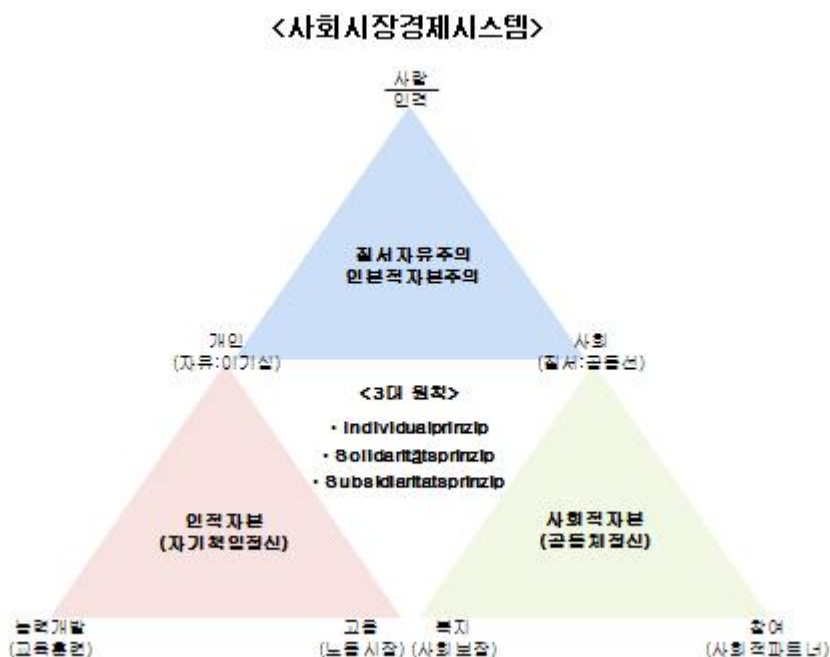 <사회시장경제시스템>
사람
인력
질서자유주의
인본적자본주의
개인
(자유:이기심)
사회
(질서:공동선)
<3대 원칙>
· Individualprinzip
· Solidaritätsprinzip
· Subsidiaritatsprinzip
인적자본
(자기책임정신)
사회적자본
(공동체정신)
능력개발
(교육훈련)
고용
(노동시장)
복지
(사회보장)
참여
(사회적파트너)